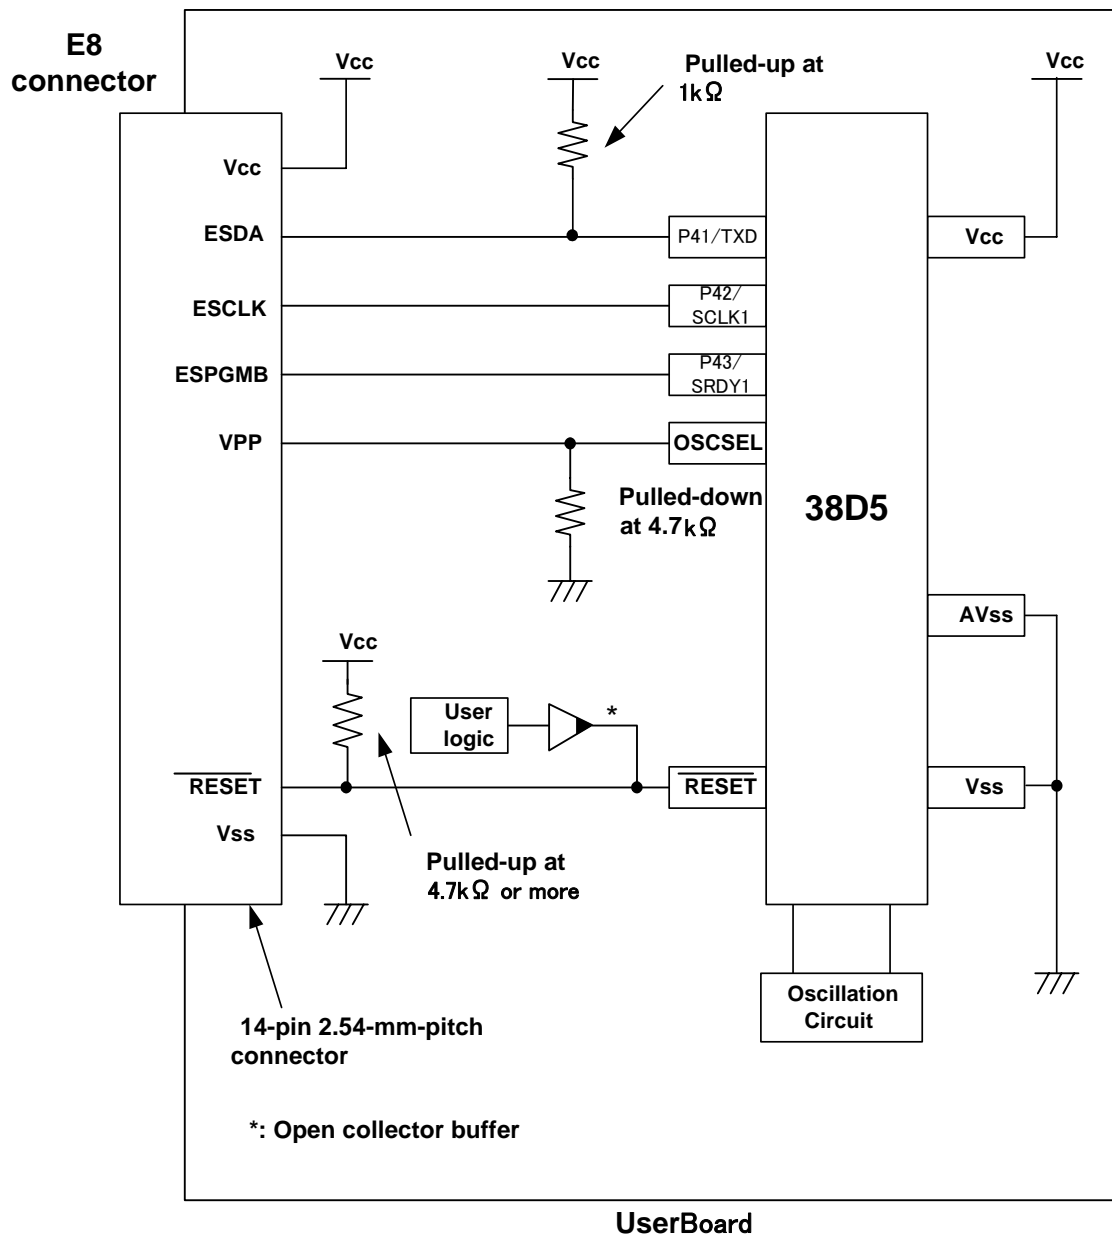 E8
connector
Vcc
Vcc
Pulled-up at
1kΩ
Vcc
Vcc
ESDA
P41/TXD
Vcc
ESCLK
P42/
SCLK1
ESPGMB
P43/
SRDY1
VPP
OSCSEL
Pulled-down
at 4.7kΩ
38D5
AVss
Vcc
User
logic
*
RESET
RESET
Vss
Vss
Pulled-up at
4.7kΩ or more
Oscillation
Circuit
14-pin 2.54-mm-pitch
connector
*: Open collector buffer
UserBoard